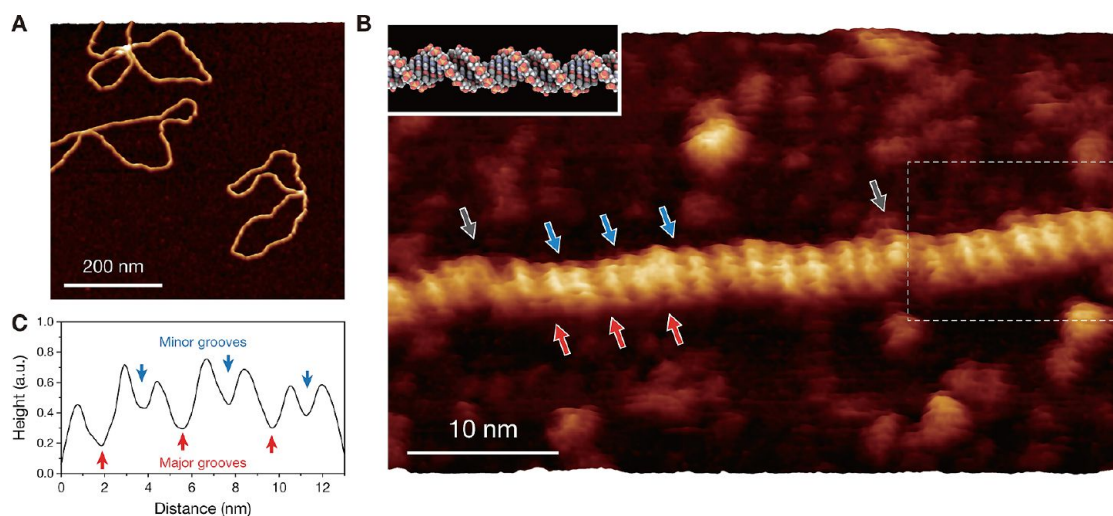 A
200 nm
B
10 nm
C
1.0
0.8
0.6
0.4
0.2
0.0
Height (a.u.)
Minor grooves
Major grooves
0 2 4 6 8 10 12
Distance (nm)